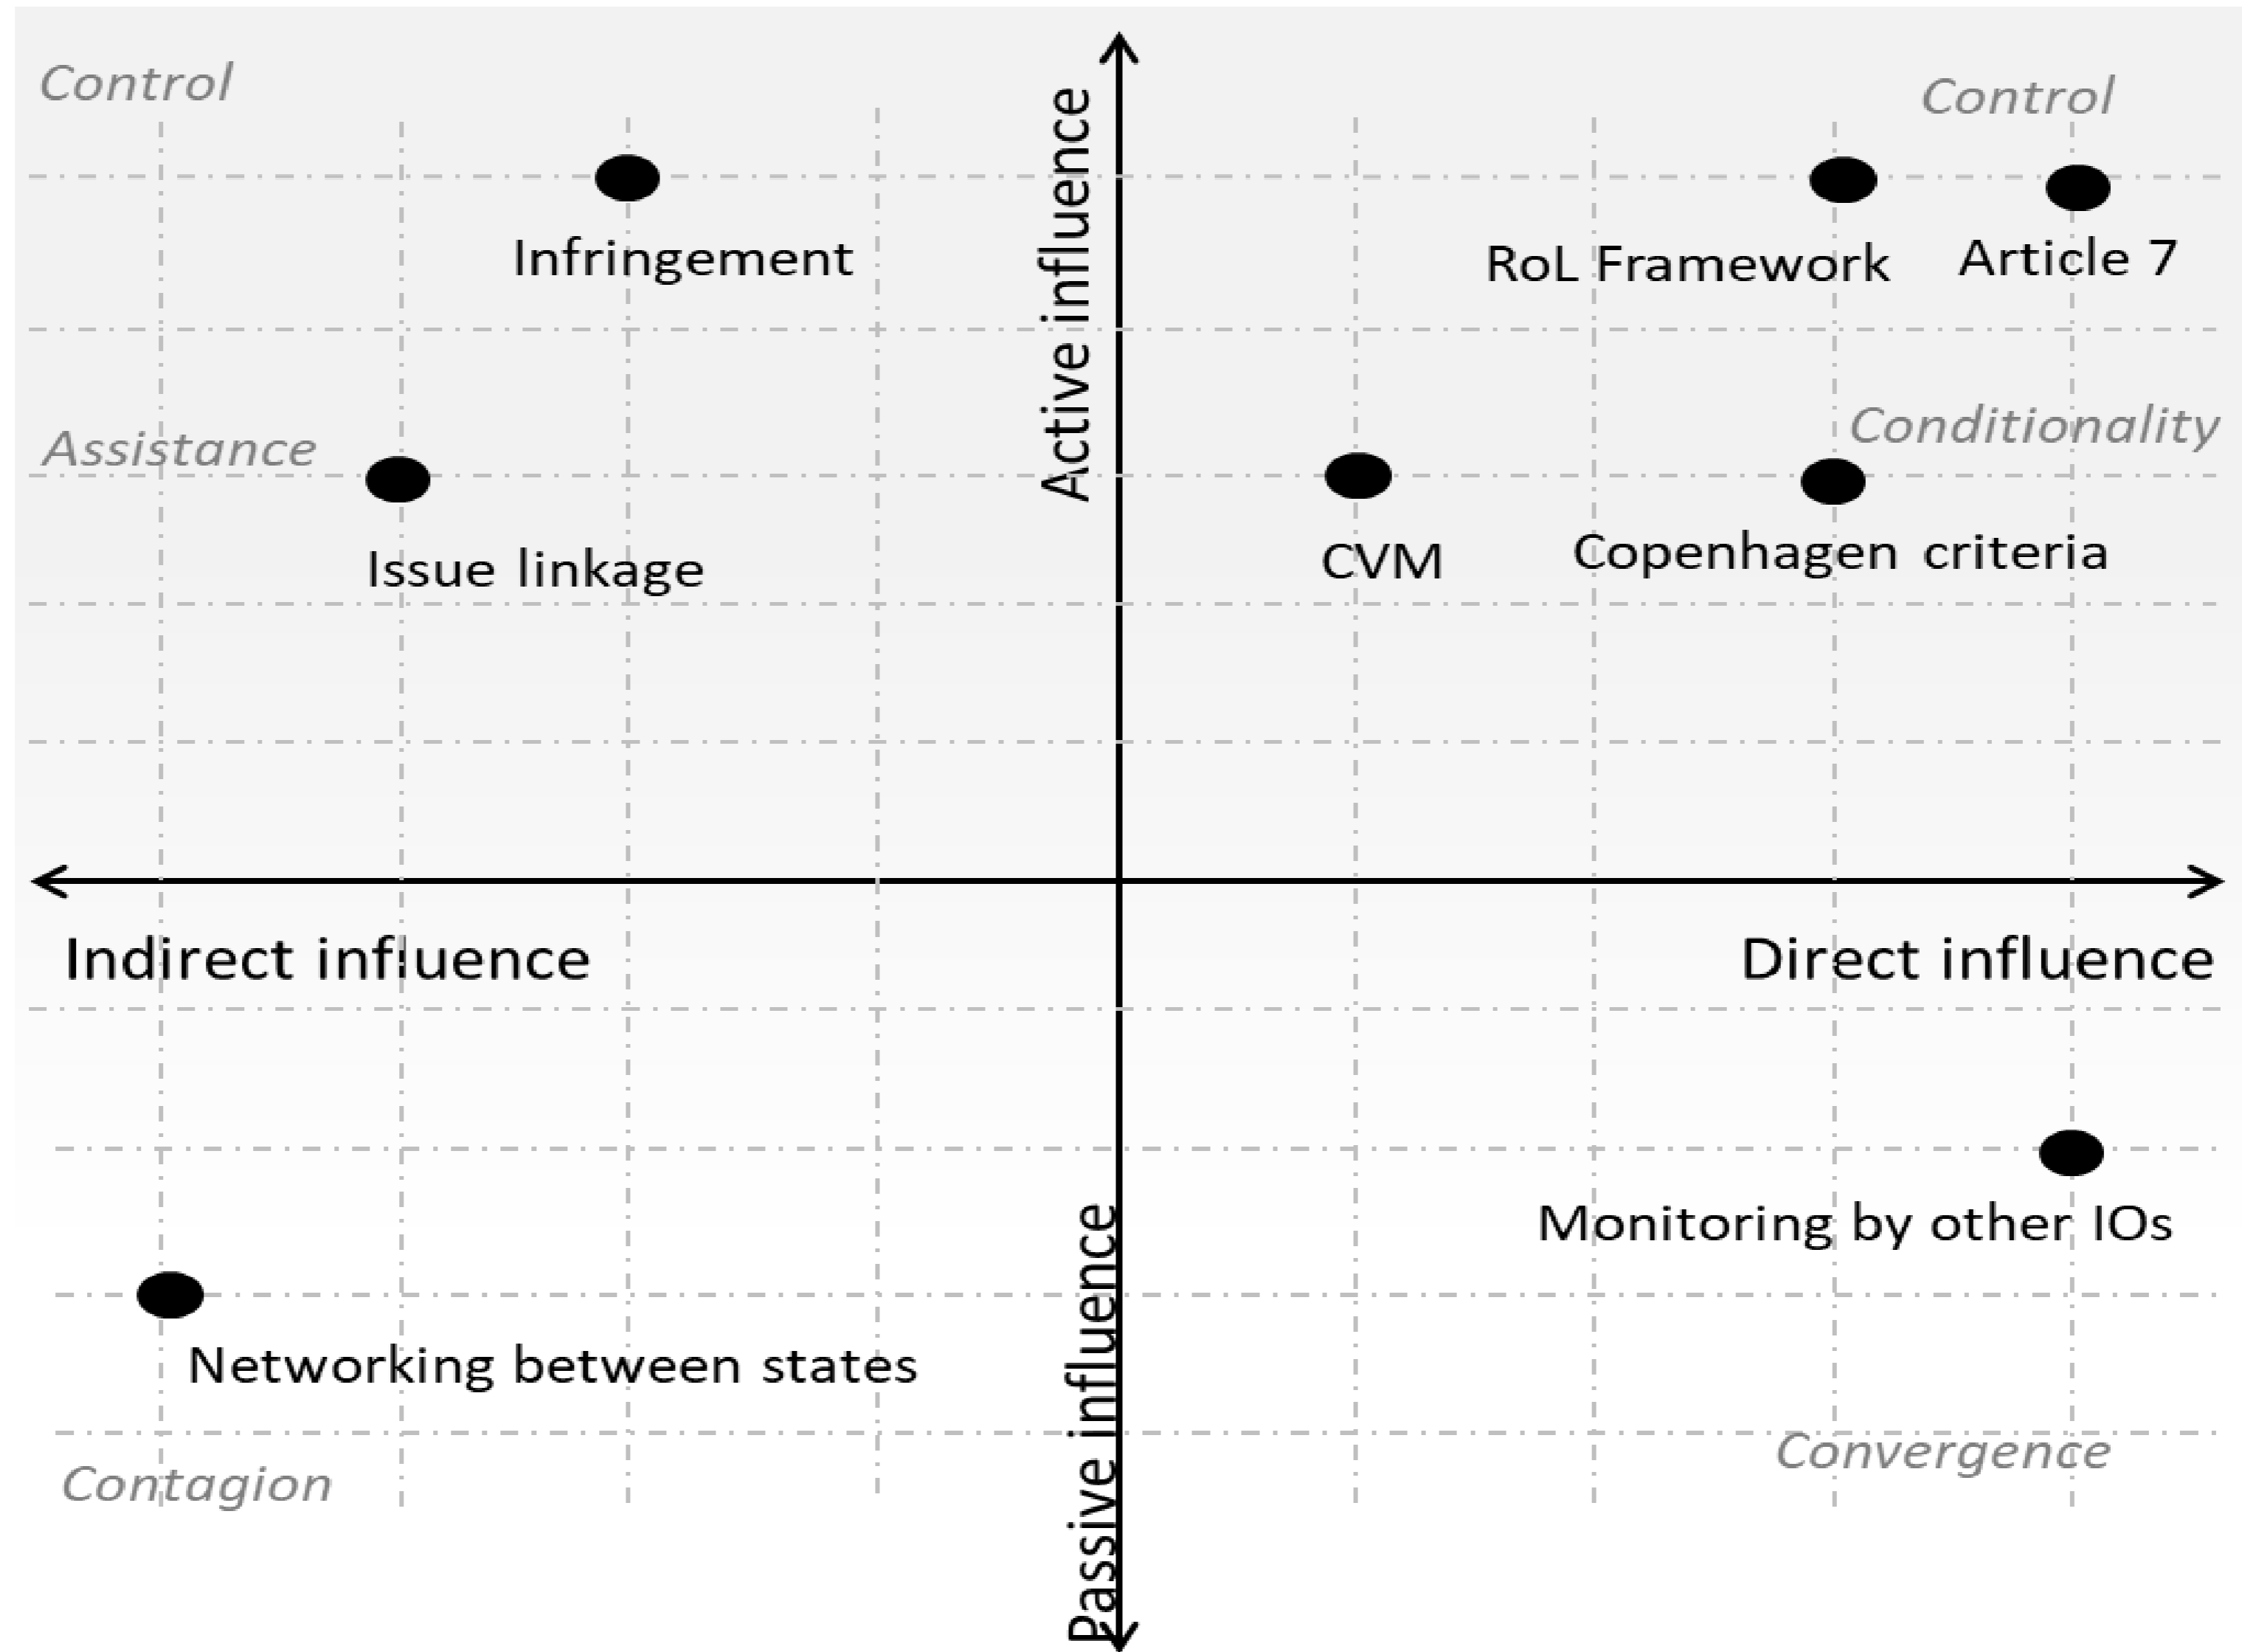 Control
Control
Active influence
Infringement
RoL Framework
Article 7
Assistance
Conditionality
Issue linkage
CVM
Copenhagen criteria
Indirect influence
Direct influence
Passive influence
Monitoring by other IOs
Networking between states
Contagion
Convergence